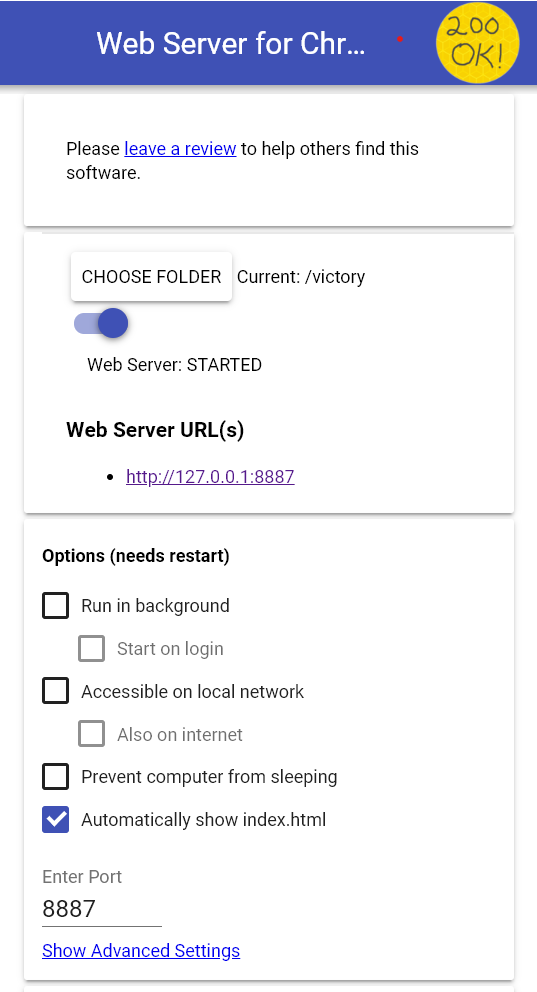 Web Server for Chr...
200
OK!
Please leave a review to help others find this
software.
CHOOSE FOLDER Current: /victory
Web Server: STARTED
Web Server URL(s)
http://127.0.0.1:8887
Options (needs restart)
Run in background
Start on login
Accessible on local network
Also on internet
Prevent computer from sleeping
Automatically show index.html
Enter Port
8887
Show Advanced Settings